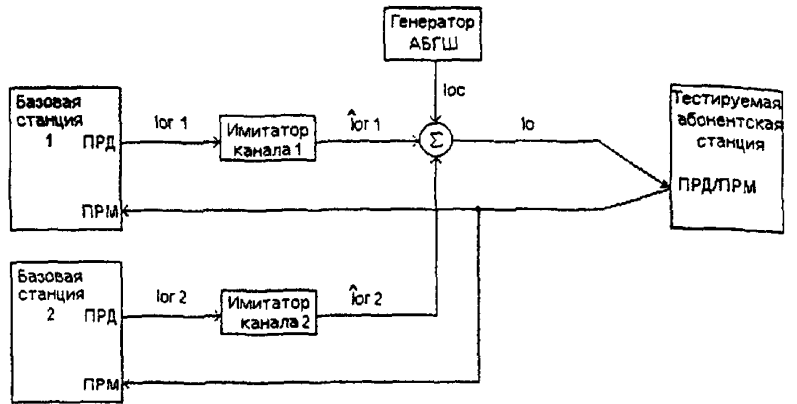 Генератор
АБГШ
Ioc
Базовая
станция
1
ПРД
ПРМ
Ior 1
Имитатор
канала 1
Îor 1
Σ
Io
Тестируемая
абонентская
станция
ПРД/ПРМ
Базовая
станция
2
ПРД
ПРМ
Ior 2
Имитатор
канала 2
Îor 2